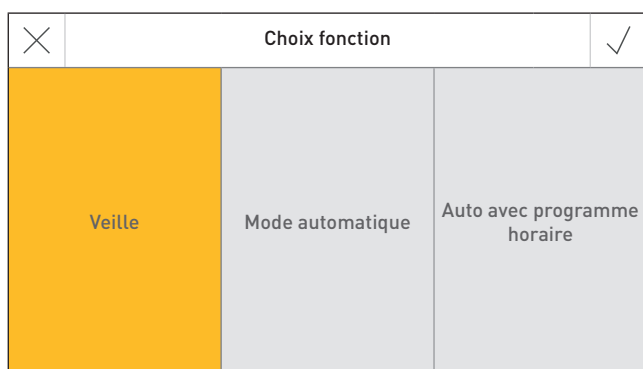 Choix fonction
Veille
Mode automatique
Auto avec programme
horaire